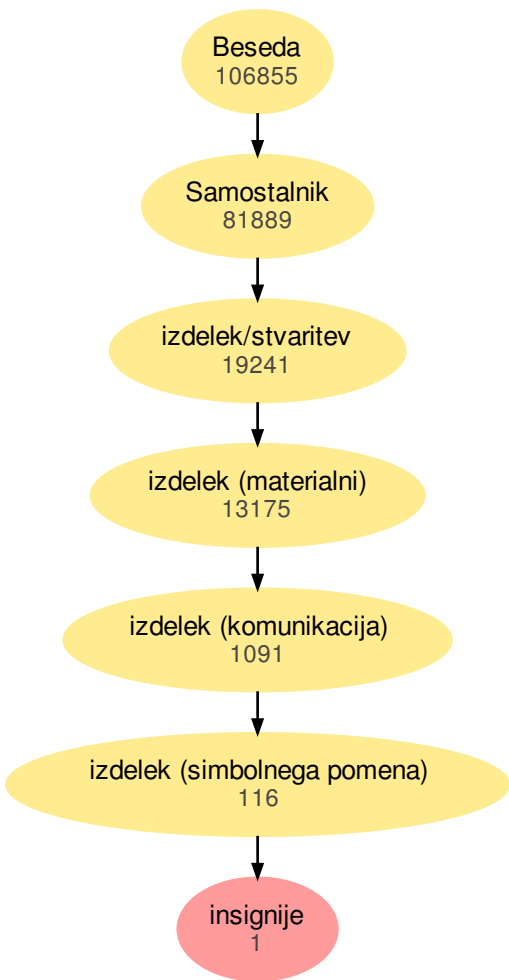 Beseda
106855
Samostalnik
81889
izdelek/stvaritev
19241
izdelek (materialni)
13175
izdelek (komunikacija)
1091
izdelek (simbolnega pomena)
116
insignije
1